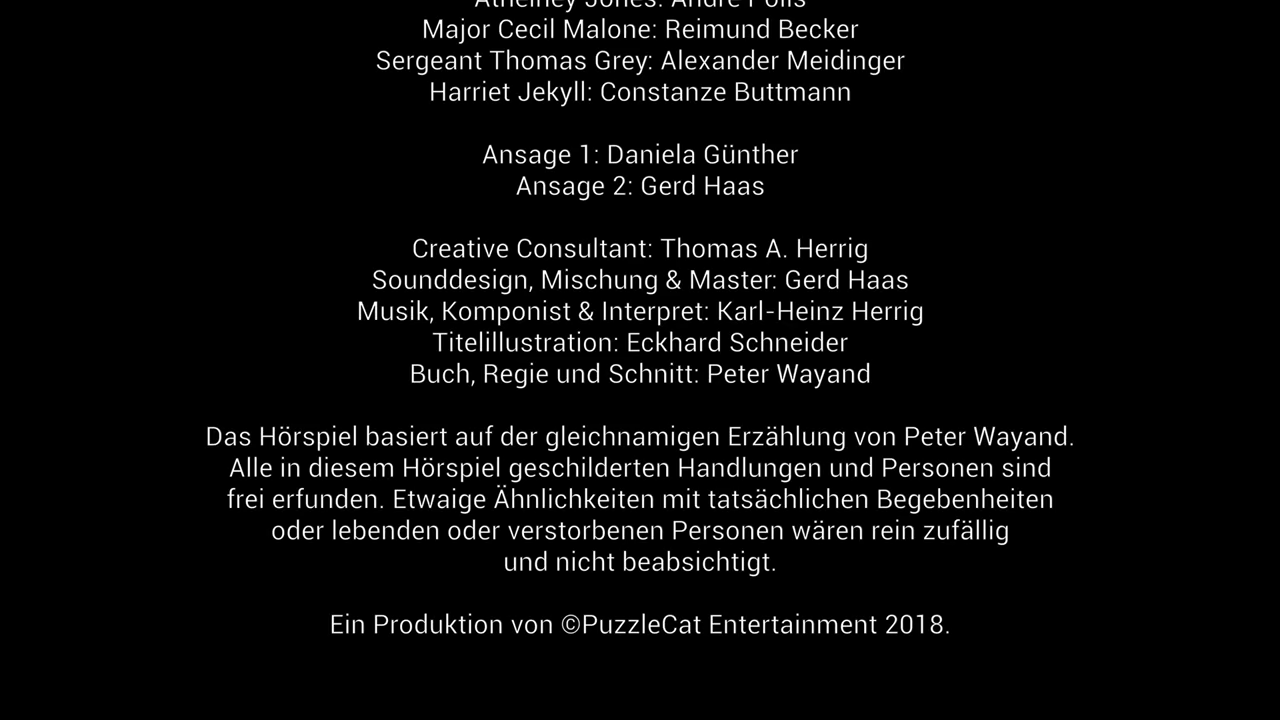 Athelney Jones: André Polis
Major Cecil Malone: Reimund Becker
Sergeant Thomas Grey: Alexander Meidinger
Harriet Jekyll: Constanze Buttmann
Ansage 1: Daniela Günther
Ansage 2: Gerd Haas
Creative Consultant: Thomas A. Herrig
Sounddesign, Mischung & Master: Gerd Haas
Musik, Komponist & Interpret: Karl-Heinz Herrig
Titelillustration: Eckhard Schneider
Buch, Regie und Schnitt: Peter Wayand
Das Hörspiel basiert auf der gleichnamigen Erzählung von Peter Wayand.
Alle in diesem Hörspiel geschilderten Handlungen und Personen sind
frei erfunden. Etwaige Ähnlichkeiten mit tatsächlichen Begebenheiten
oder lebenden oder verstorbenen Personen wären rein zufällig
und nicht beabsichtigt.
Ein Produktion von ©PuzzleCat Entertainment 2018.